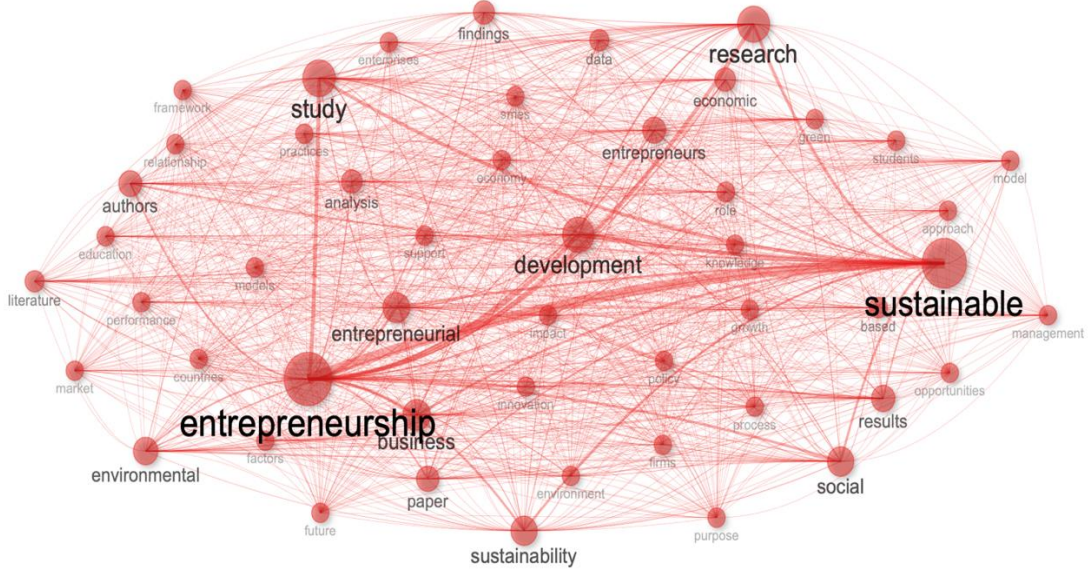 findings
research
enterprises
data
study
economic
framework
smes
green
practices
entrepreneurs
students
relationship
economy
model
authors
analysis
role
approach
education
support
development
knowledge
models
sustainable
literature
performance
entrepreneurial
impact
growth
based
management
countries
policy
market
entrepreneurship
innovation
opportunities
business
process
results
factors
firms
environmental
paper
environment
social
future
sustainability
purpose